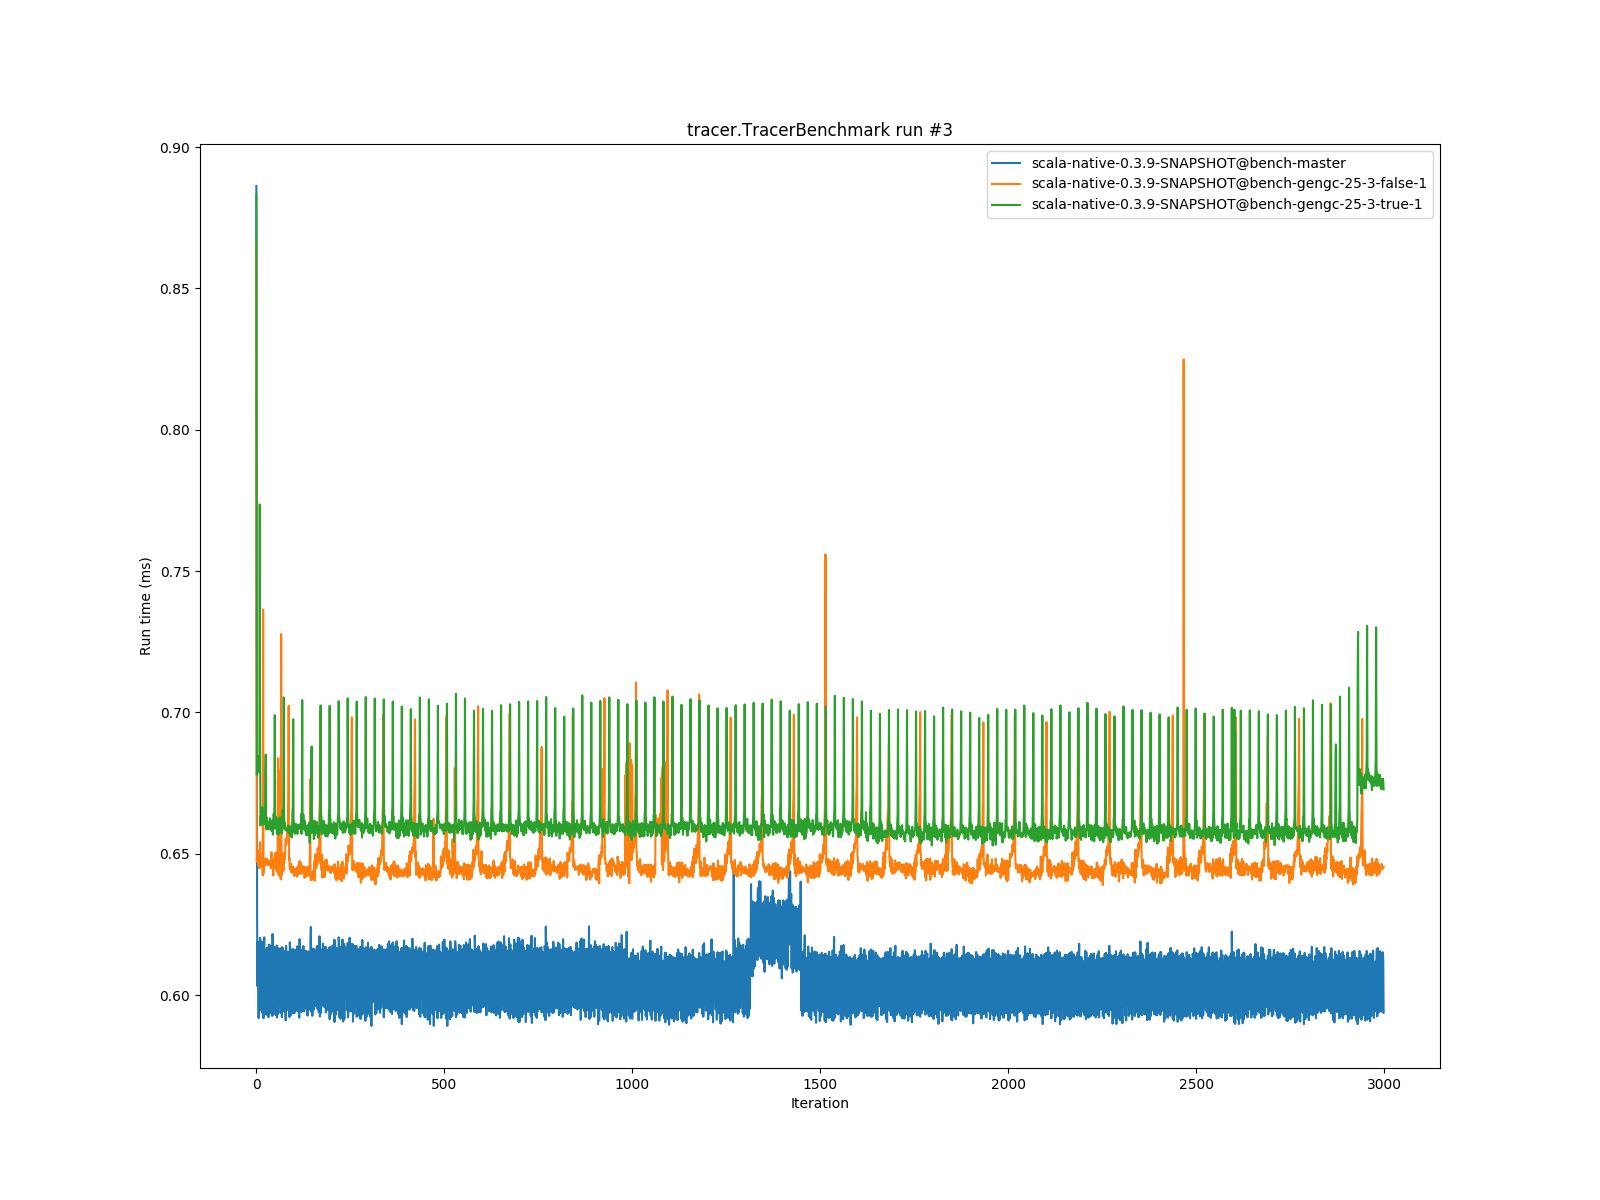 tracer.TracerBenchmark run #3
scala-native-0.3.9-SNAPSHOT@bench-master
scala-native-0.3.9-SNAPSHOT@bench-gengc-25-3-false-1
scala-native-0.3.9-SNAPSHOT@bench-gengc-25-3-true-1
Run time (ms)
0.90
0.85
0.80
0.75
0.70
0.65
0.60
0
500
1000
1500
2000
2500
3000
Iteration